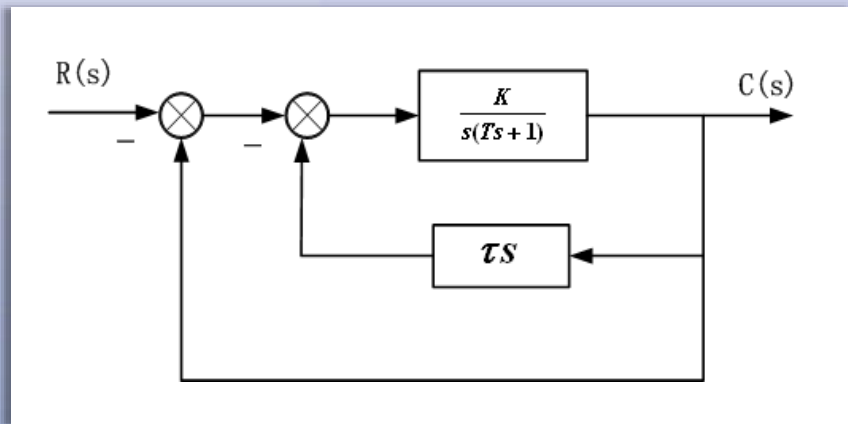 R(s)
C(s)
K
s(Ts+1)
−
−
τs